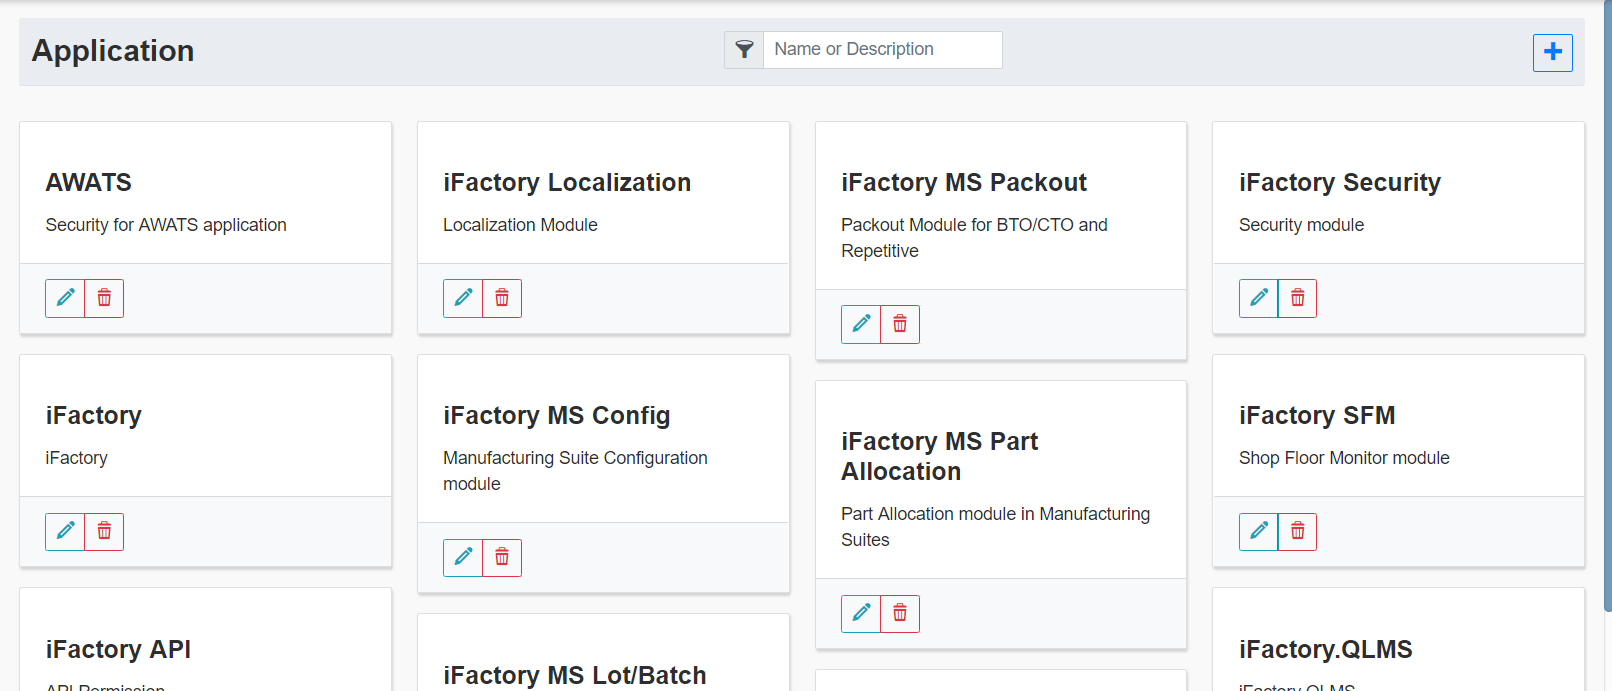 Application
Name or Description
AWATS
Security for AWATS application
iFactory
iFactory
iFactory API
API Permission
iFactory Localization
Localization Module
iFactory MS Config
Manufacturing Suite Configuration
module
iFactory MS Lot/Batch
iFactory MS Packout
Packout Module for BTO/CTO and
Repetitive
iFactory MS Part
Allocation
Part Allocation module in Manufacturing
Suites
iFactory Security
Security module
iFactory SFM
Shop Floor Monitor module
iFactory.QLMS
iFactory QLMS